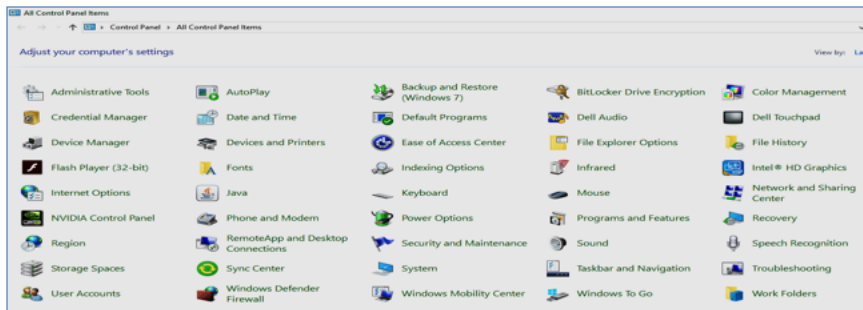 All Control Panel Items
Control Panel › All Control Panel Items
Adjust your computer's settings
View by: La
Administrative Tools
AutoPlay
Backup and Restore
(Windows 7)
BitLocker Drive Encryption
Color Management
Credential Manager
Date and Time
Default Programs
Dell Audio
Dell Touchpad
Device Manager
Devices and Printers
Ease of Access Center
File Explorer Options
File History
Flash Player (32-bit)
Fonts
Indexing Options
Infrared
Intel® HD Graphics
Internet Options
Java
Keyboard
Mouse
Network and Sharing
Center
NVIDIA Control Panel
Phone and Modem
Power Options
Programs and Features
Recovery
Region
RemoteApp and Desktop
Connections
Security and Maintenance
Sound
Speech Recognition
Storage Spaces
Sync Center
System
Taskbar and Navigation
Troubleshooting
User Accounts
Windows Defender
Firewall
Windows Mobility Center
Windows To Go
Work Folders